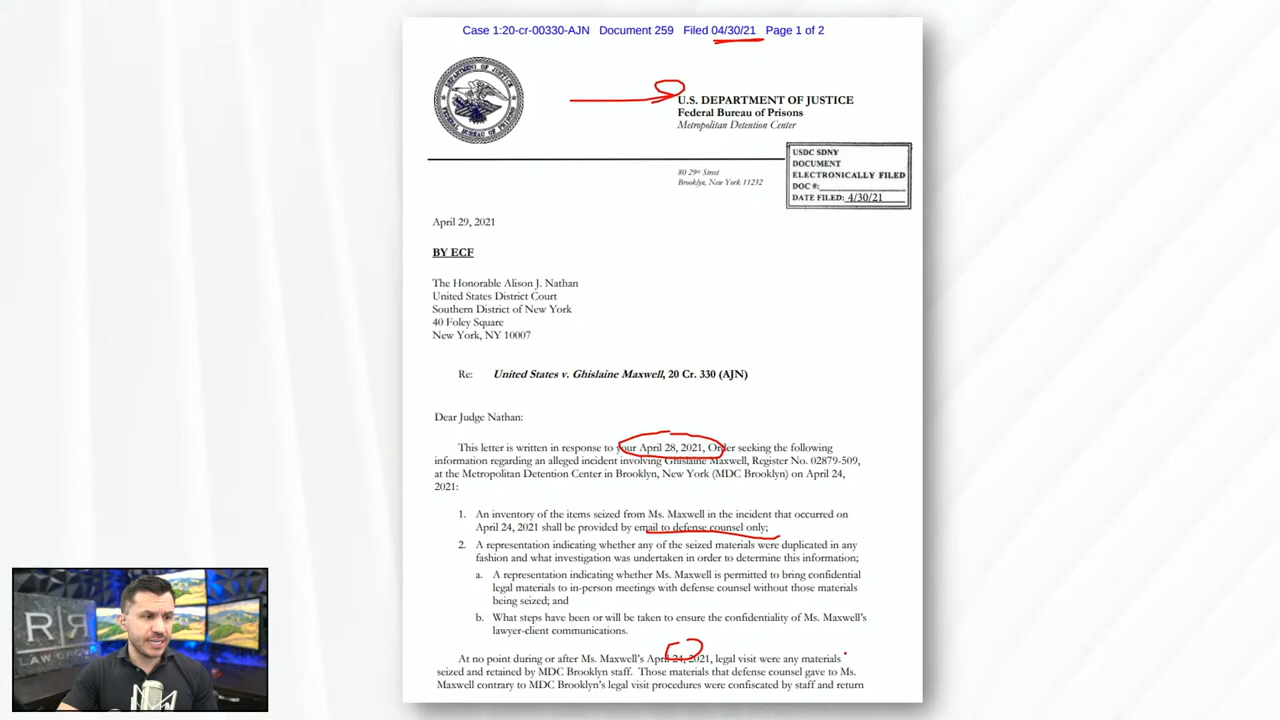 Case 1:20-cr-00330-AJN Document 259 Filed 04/30/21 Page 1 of 2
U.S. DEPARTMENT OF JUSTICE
Federal Bureau of Prisons
Metropolitan Detention Center
USDC SDNY
DOCUMENT
ELECTRONICALLY FILED
DOC #:
DATE FILED: 4/30/21
80 29th Street
Brooklyn, New York 11232
April 29, 2021
BY ECF
The Honorable Alison J. Nathan
United States District Court
Southern District of New York
40 Foley Square
New York, NY 10007
Re: United States v. Ghislaine Maxwell, 20 Cr. 330 (AJN)
Dear Judge Nathan:
This letter is written in response to your April 28, 2021, Order seeking the following
information regarding an alleged incident involving Ghislaine Maxwell, Register No. 02879-509,
at the Metropolitan Detention Center in Brooklyn, New York (MDC Brooklyn) on April 24,
2021:
1. An inventory of the items seized from Ms. Maxwell in the incident that occurred on
April 24, 2021 shall be provided by email to defense counsel only;
2. A representation indicating whether any of the seized materials were duplicated in any
fashion and what investigation was undertaken in order to determine this information;
a. A representation indicating whether Ms. Maxwell is permitted to bring confidential
legal materials to in-person meetings with defense counsel without those materials
being seized; and
b. What steps have been or will be taken to ensure the confidentiality of Ms. Maxwell's
lawyer-client communications.
At no point during or after Ms. Maxwell's April 24, 2021, legal visit were any materials
seized and retained by MDC Brooklyn staff. Those materials that defense counsel gave to Ms.
Maxwell contrary to MDC Brooklyn's legal visit procedures were confiscated by staff and return
R R
LAW GROUP